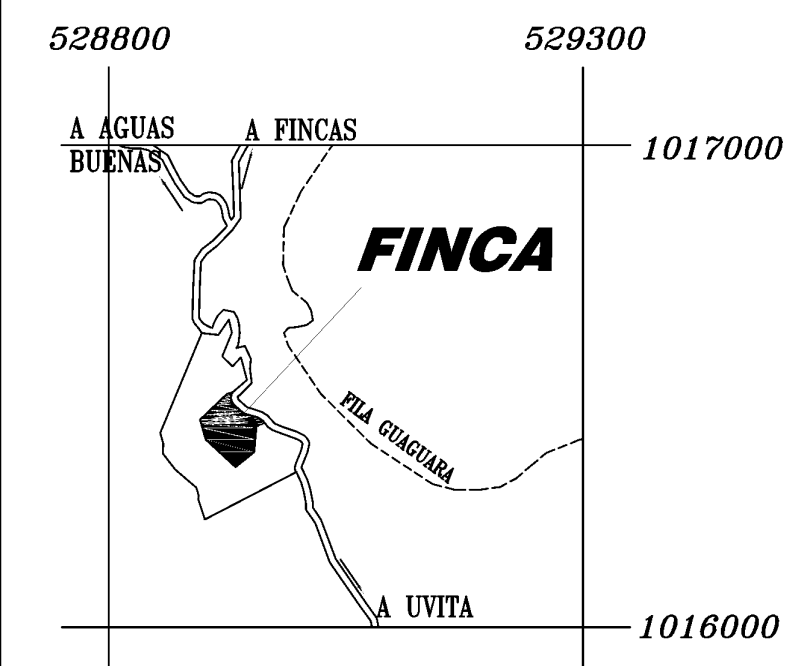 528800
529300
A AGUAS
BUENAS
A FINCAS
1017000
FINCA
FILA GUAGUARA
A UVITA
1016000